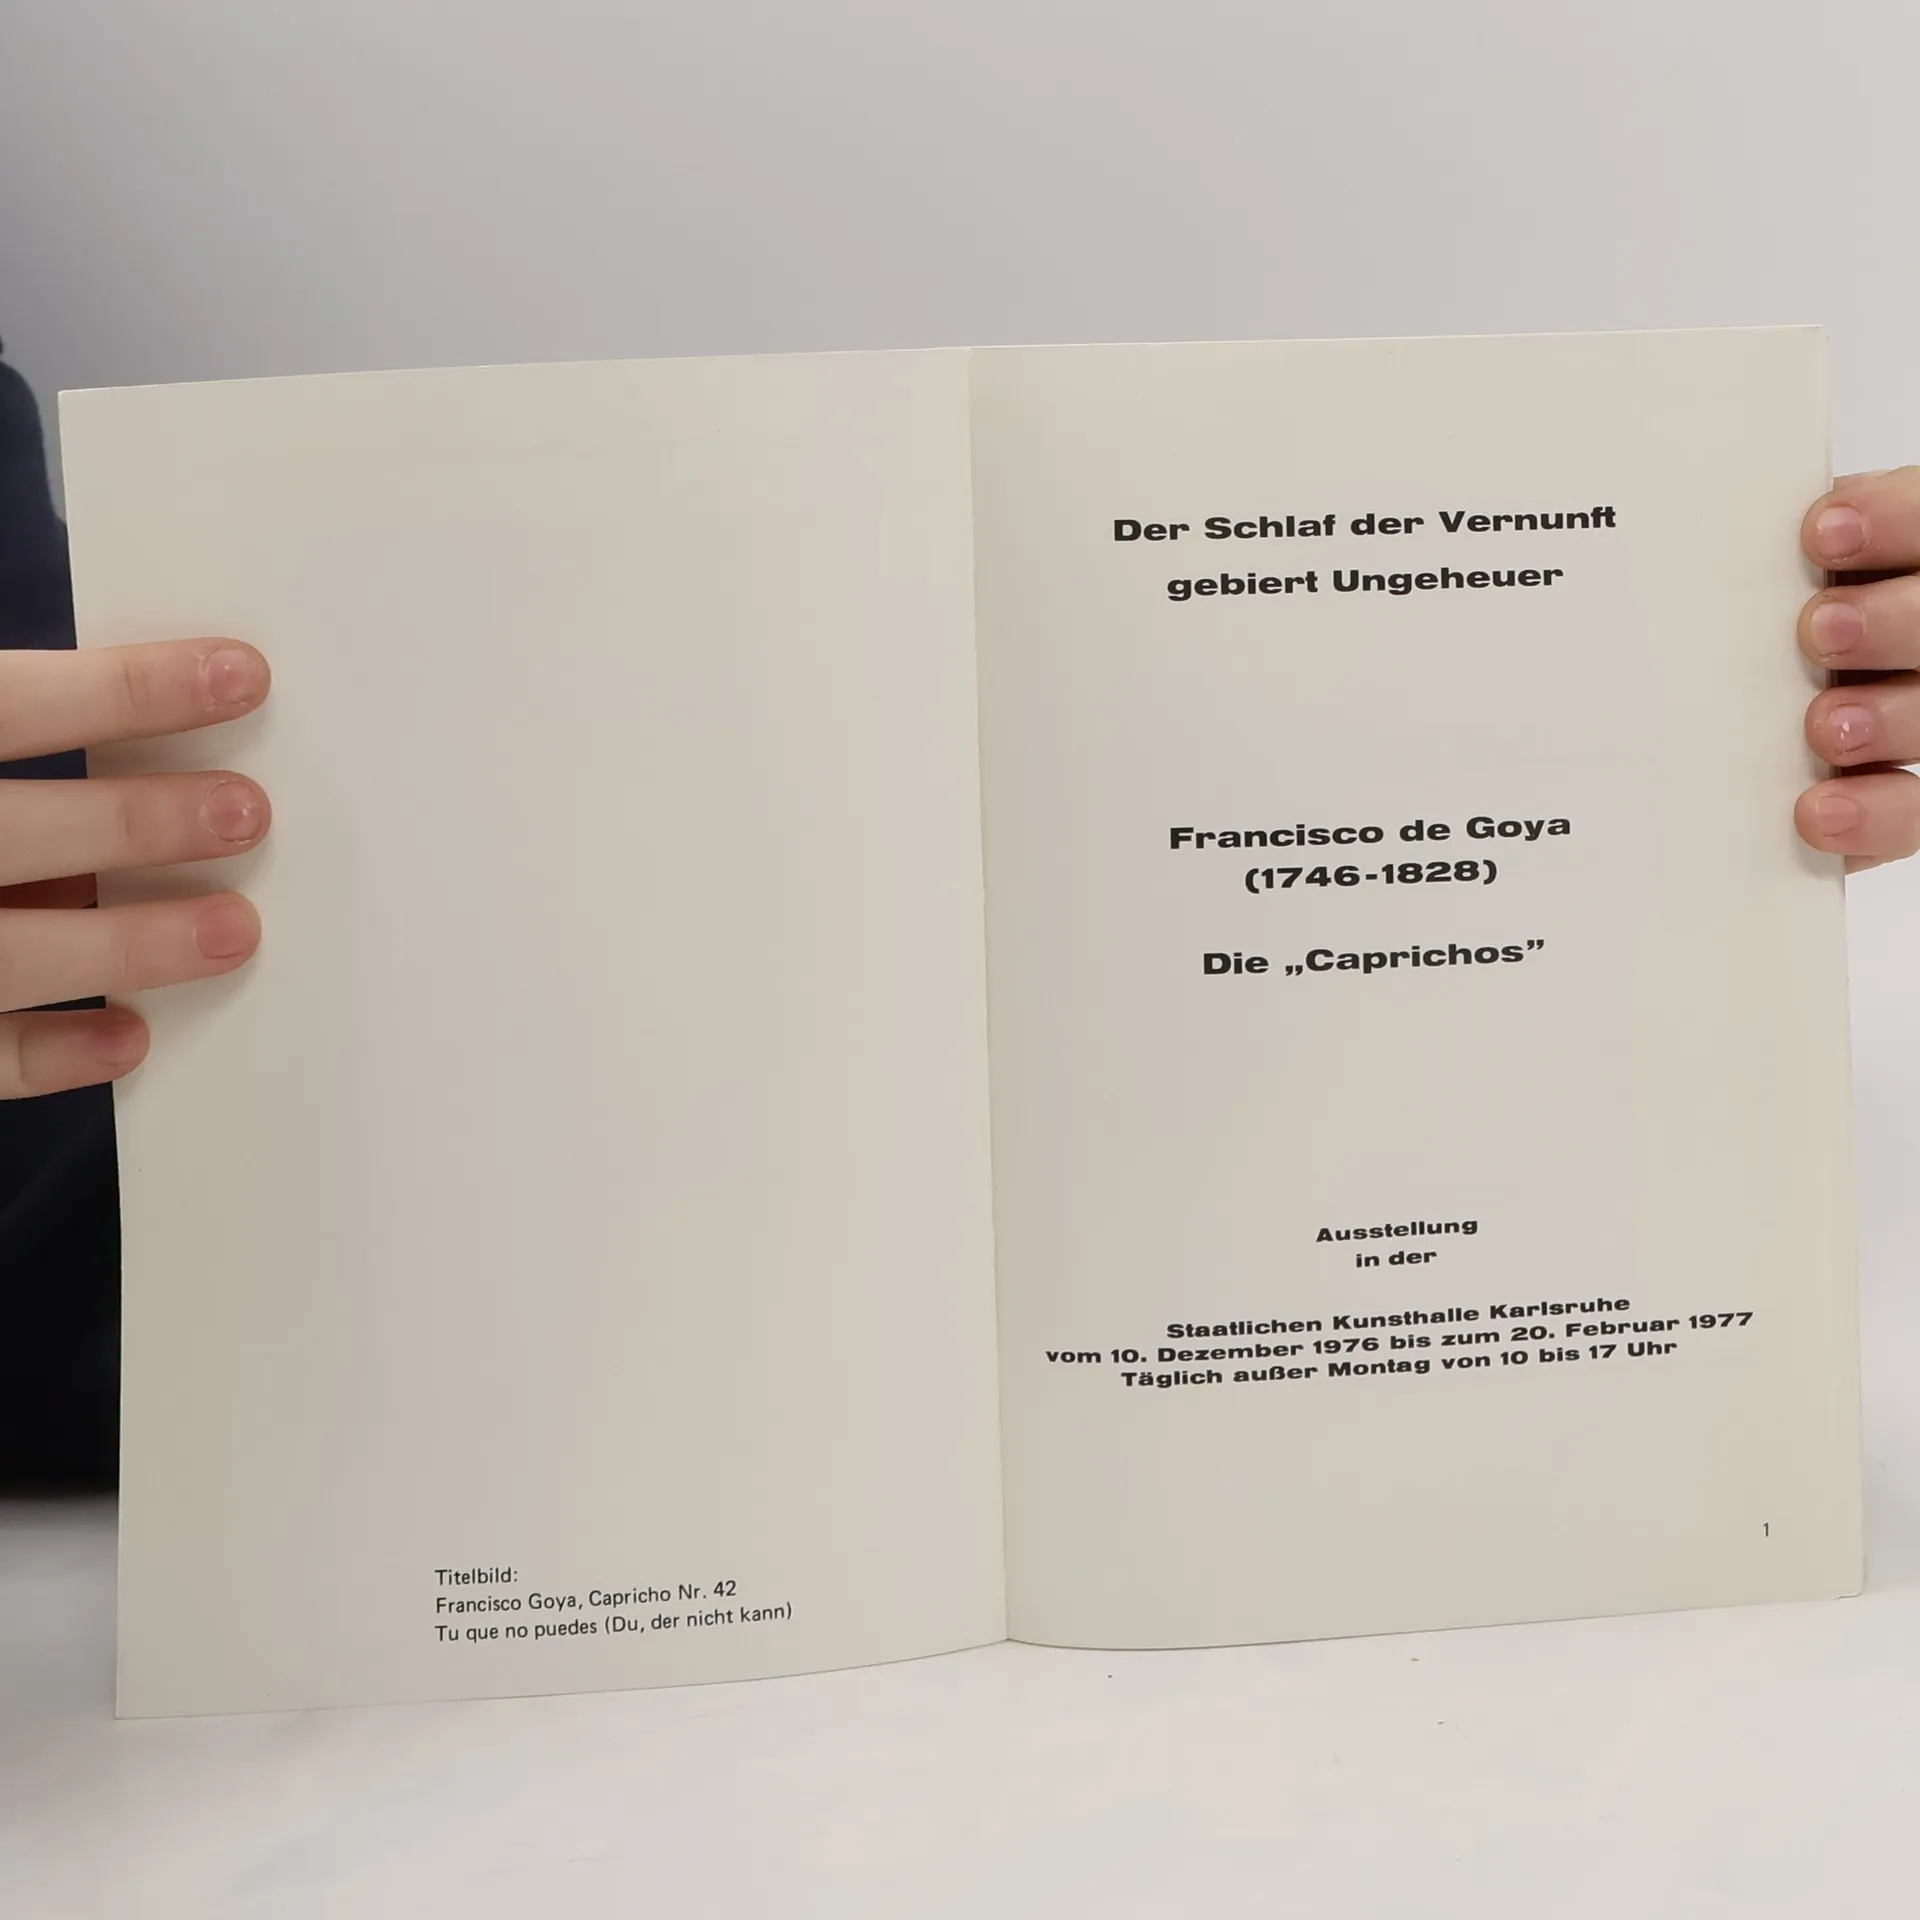 Titelbild:
Francisco Goya, Capricho Nr. 42
Tu que no puedes (Du, der nicht kann)
Der Schlaf der Vernunft
gebiert Ungeheuer
Francisco de Goya
(1746-1828)
Die „Caprichos”
Ausstellung
in der
Staatlichen Kunsthalle Karlsruhe
vom 10. Dezember 1976 bis zum 20. Februar 1977
Täglich außer Montag von 10 bis 17 Uhr
1